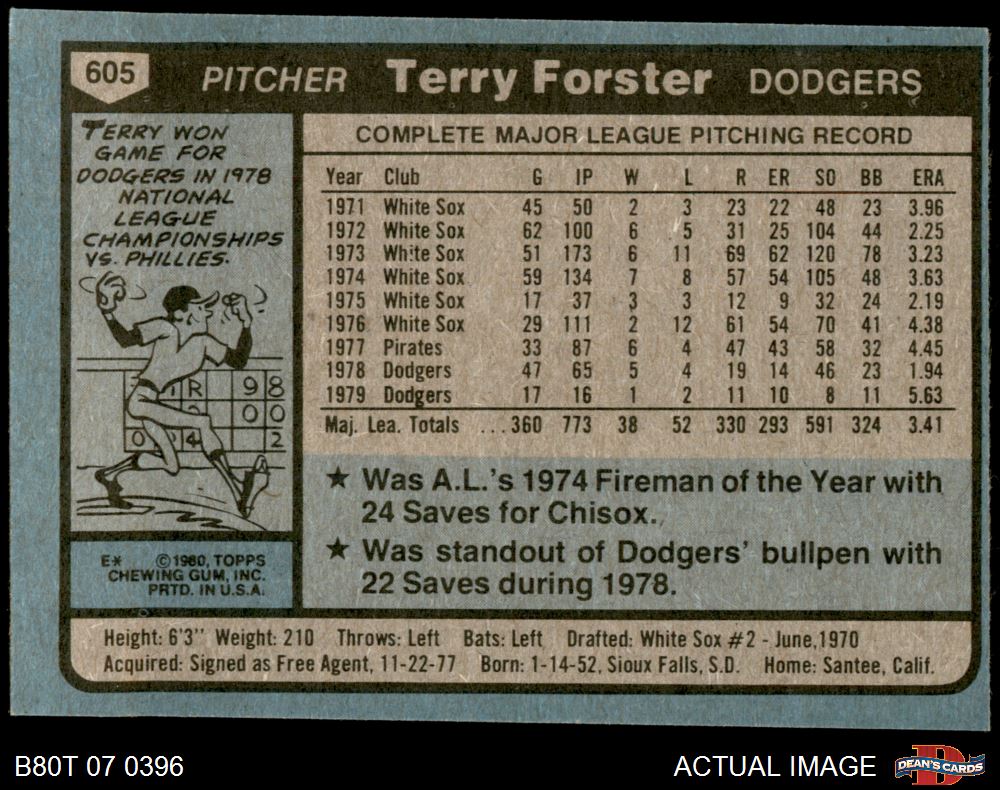 605 PITCHER Terry Forster DODGERS
TERRY WON
GAME FOR
DODGERS IN 1978
NATIONAL
LEAGUE
CHAMPIONSHIPS
VS. PHILLIES.
R 9 8
0 0
0 4 2
E* ©1980, TOPPS
CHEWING GUM, INC.
PRTD. IN U.S.A.
COMPLETE MAJOR LEAGUE PITCHING RECORD
Year Club G IP W L R ER SO BB ERA
1971 White Sox 45 50 2 3 23 22 48 23 3.96
1972 White Sox 62 100 6 5 31 25 104 44 2.25
1973 White Sox 51 173 6 11 69 62 120 78 3.23
1974 White Sox 59 134 7 8 57 54 105 48 3.63
1975 White Sox 17 37 3 3 12 9 32 24 2.19
1976 White Sox 29 111 2 12 61 54 70 41 4.38
1977 Pirates 33 87 6 4 47 43 58 32 4.45
1978 Dodgers 47 65 5 4 19 14 46 23 1.94
1979 Dodgers 17 16 1 2 11 10 8 11 5.63
Maj. Lea. Totals ...360 773 38 52 330 293 591 324 3.41
★ Was A.L.'s 1974 Fireman of the Year with
24 Saves for Chisox.
★ Was standout of Dodgers' bullpen with
22 Saves during 1978.
Height: 6'3" Weight: 210 Throws: Left Bats: Left Drafted: White Sox #2 - June,1970
Acquired: Signed as Free Agent, 11-22-77 Born: 1-14-52, Sioux Falls, S.D. Home: Santee, Calif.
B80T 07 0396 ACTUAL IMAGE DEAN'S CARDS